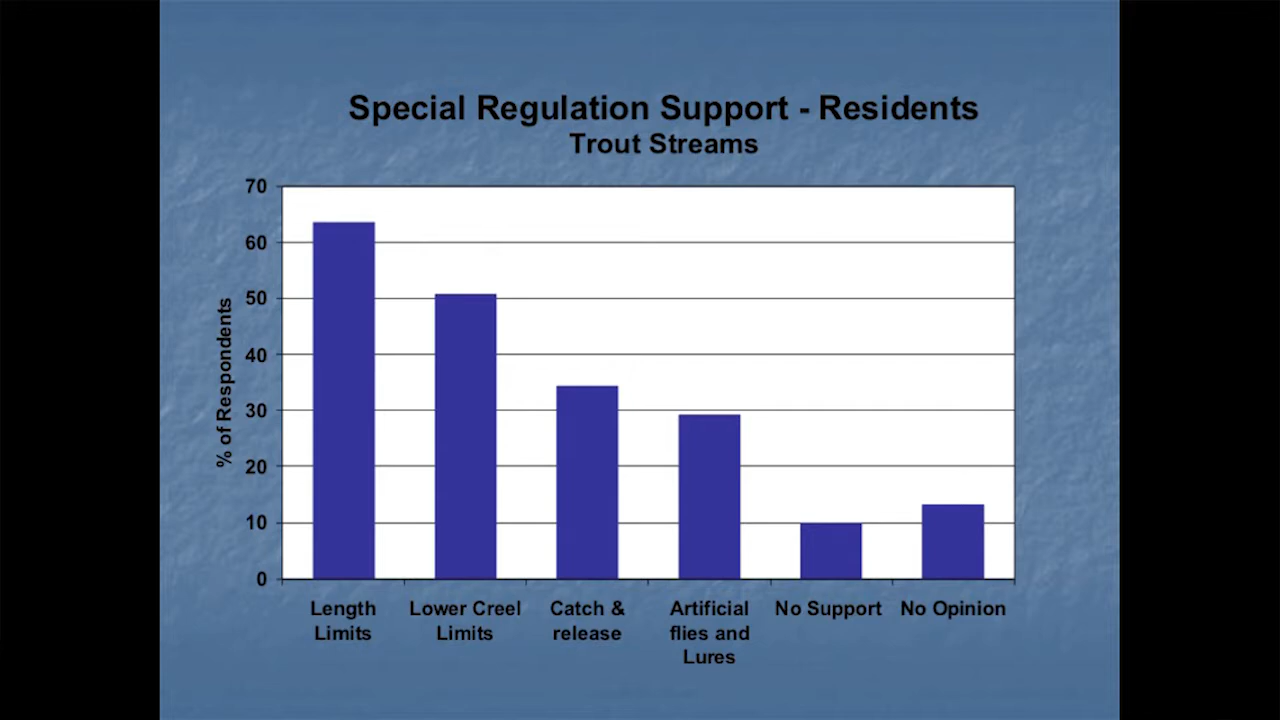 Special Regulation Support - Residents
Trout Streams
% of Respondents
70
60
50
40
30
20
10
0
Length Limits
Lower Creel Limits
Catch & release
Artificial flies and Lures
No Support
No Opinion